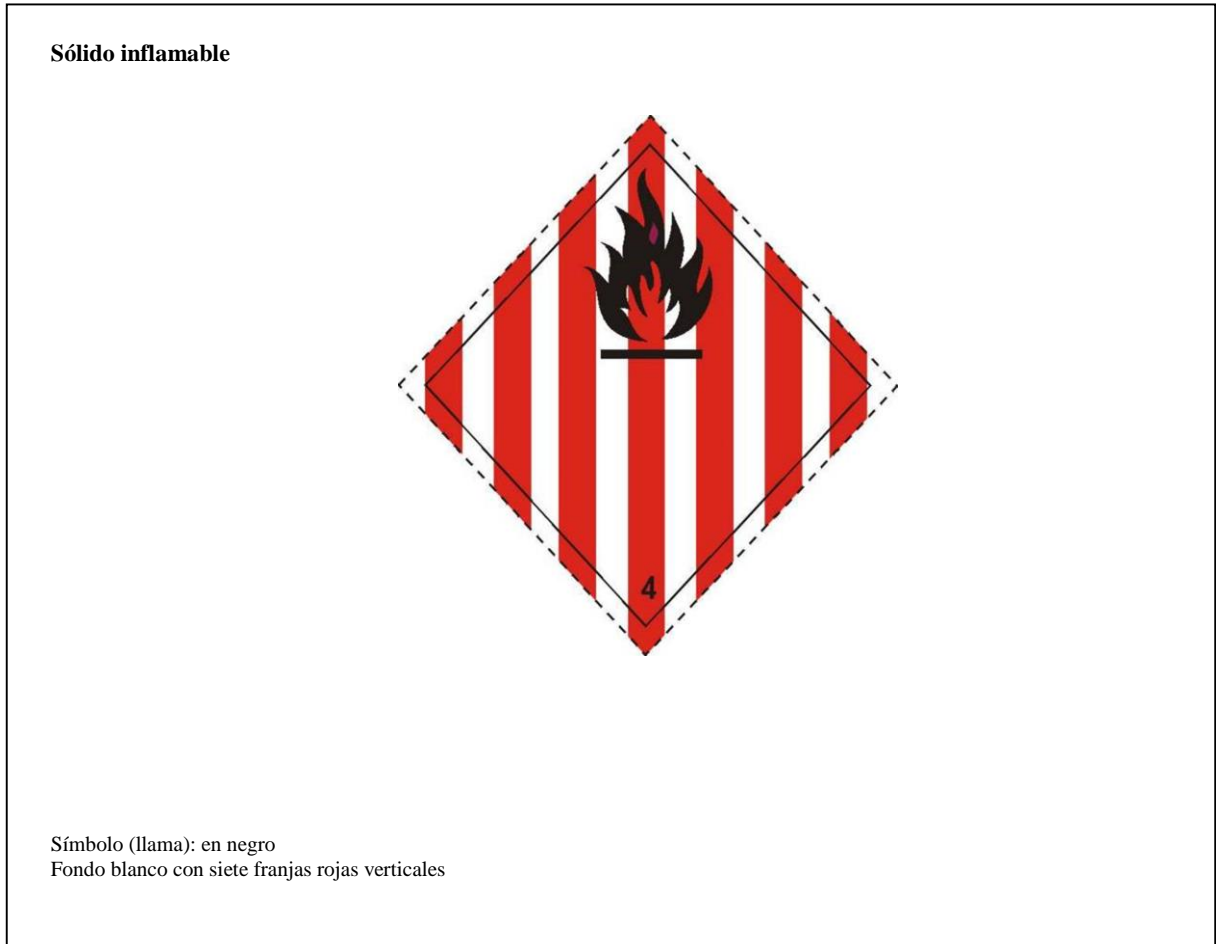 Sólido inflamable
4
Símbolo (llama): en negro
Fondo blanco con siete franjas rojas verticales